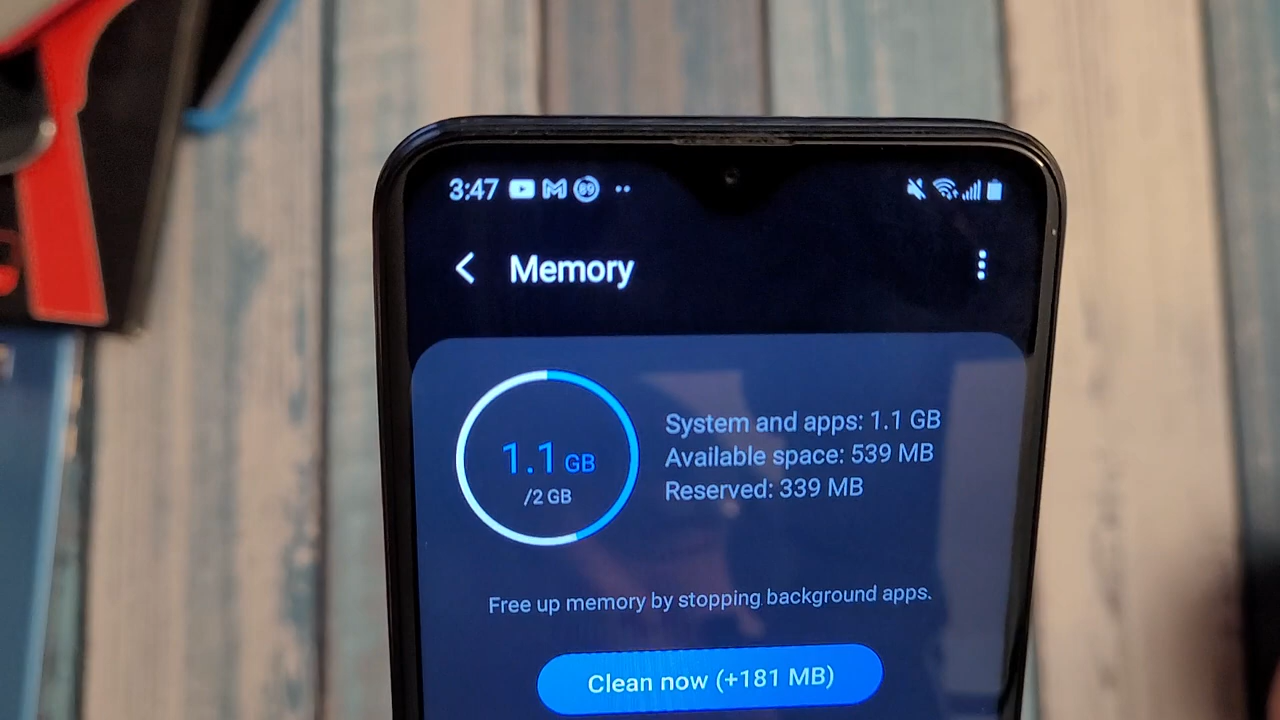 3:47 89
Memory
1.1 GB
/2 GB
System and apps: 1.1 GB
Available space: 539 MB
Reserved: 339 MB
Free up memory by stopping background apps.
Clean now (+181 MB)